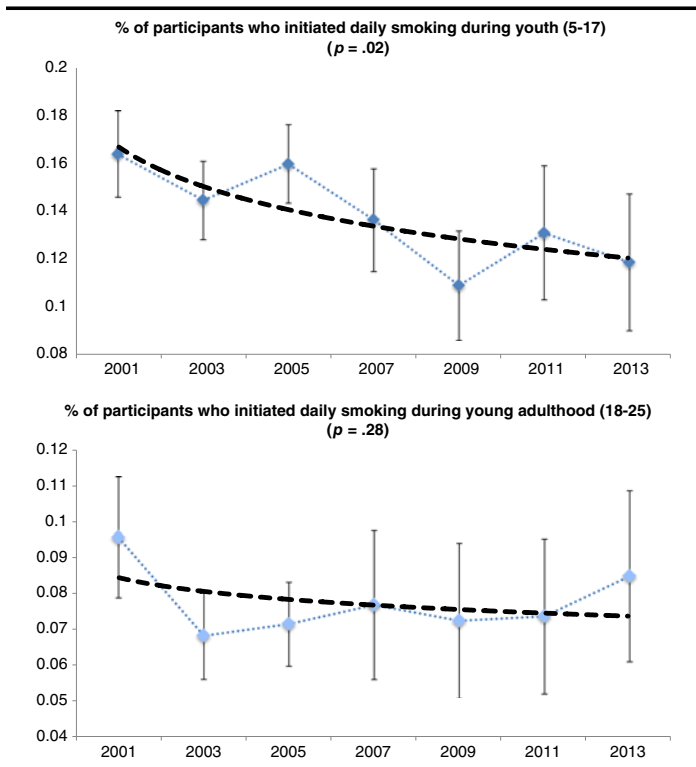 % of participants who initiated daily smoking during youth (5-17)
(p = .02)
0.2
0.18
0.16
0.14
0.12
0.1
0.08
2001 2003 2005 2007 2009 2011 2013
% of participants who initiated daily smoking during young adulthood (18-25)
(p = .28)
0.12
0.11
0.1
0.09
0.08
0.07
0.06
0.05
0.04
2001 2003 2005 2007 2009 2011 2013